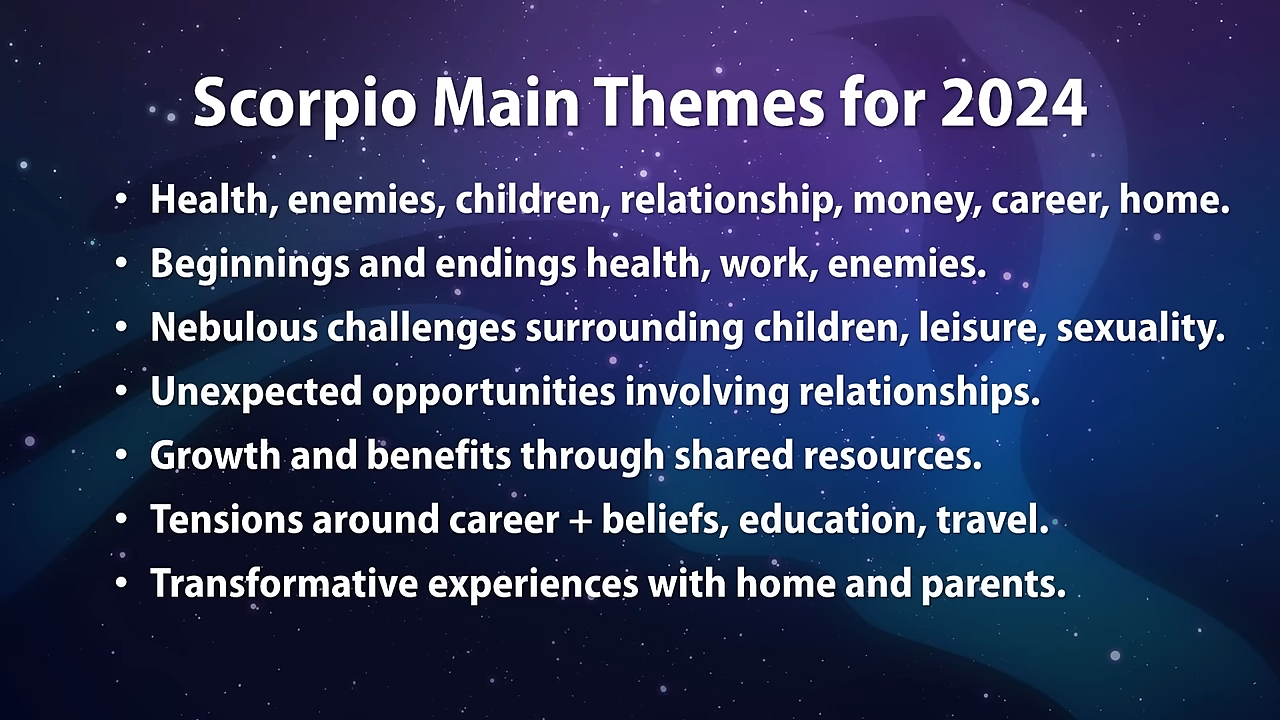 Scorpio Main Themes for 2024
• Health, enemies, children, relationship, money, career, home.
• Beginnings and endings health, work, enemies.
• Nebulous challenges surrounding children, leisure, sexuality.
• Unexpected opportunities involving relationships.
• Growth and benefits through shared resources.
• Tensions around career + beliefs, education, travel.
• Transformative experiences with home and parents.